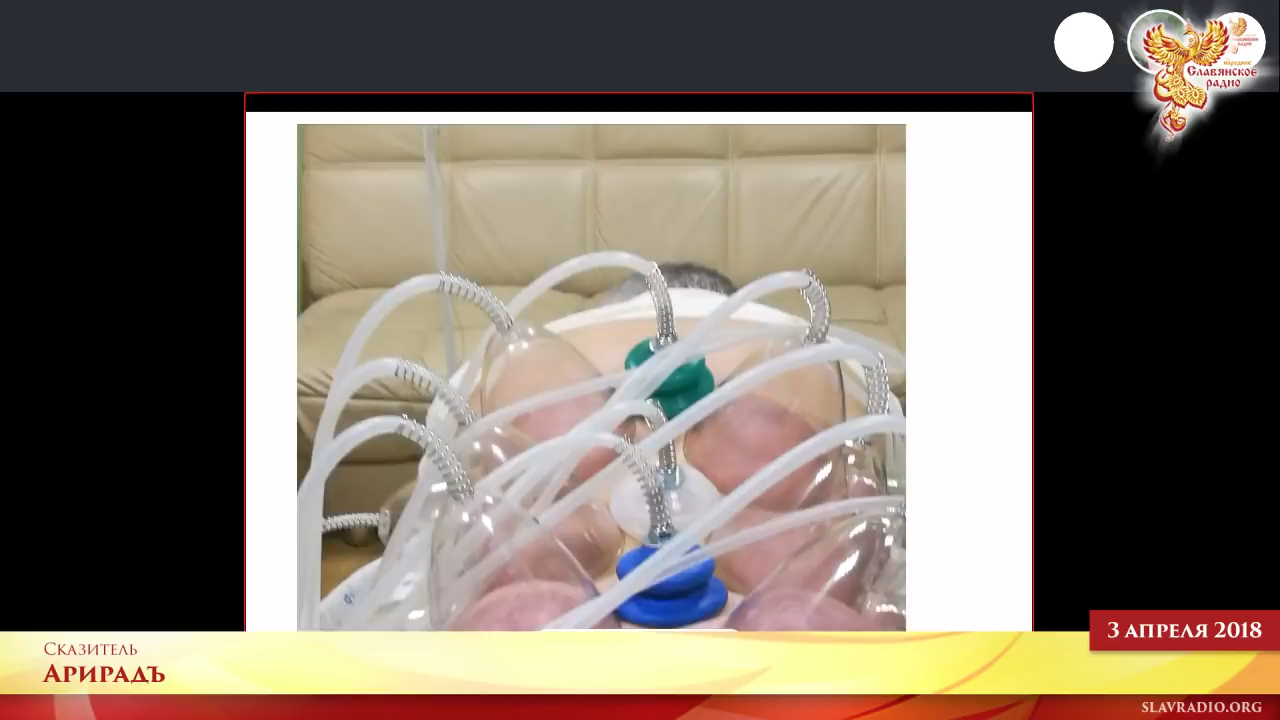 народное
Славянское
радио
3 апреля 2018
Сказитель
Арирадъ
slavradio.org